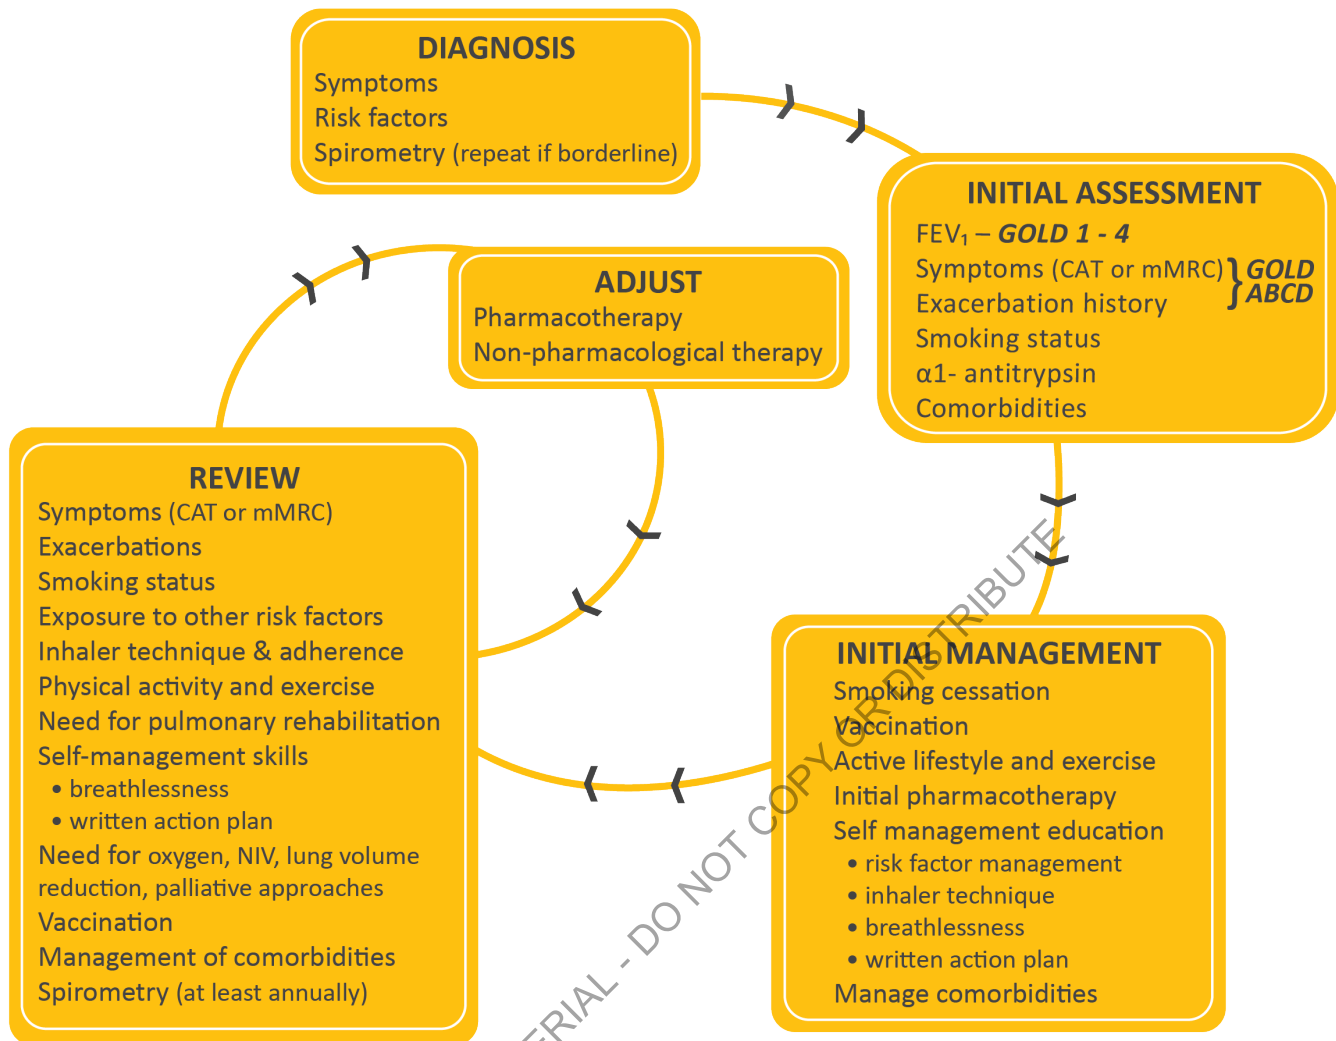 DIAGNOSIS
Symptoms
Risk factors
Spirometry (repeat if borderline)
INITIAL ASSESSMENT
FEV₁ – GOLD 1 - 4
Symptoms (CAT or mMRC) } GOLD
Exacerbation history ABCD
Smoking status
α1- antitrypsin
Comorbidities
ADJUST
Pharmacotherapy
Non-pharmacological therapy
REVIEW
Symptoms (CAT or mMRC)
Exacerbations
Smoking status
Exposure to other risk factors
Inhaler technique & adherence
Physical activity and exercise
Need for pulmonary rehabilitation
Self-management skills
• breathlessness
• written action plan
Need for oxygen, NIV, lung volume
reduction, palliative approaches
Vaccination
Management of comorbidities
Spirometry (at least annually)
INITIAL MANAGEMENT
Smoking cessation
Vaccination
Active lifestyle and exercise
Initial pharmacotherapy
Self management education
• risk factor management
• inhaler technique
• breathlessness
• written action plan
Manage comorbidities
- DO NOT COPY OR DISTRIBUTE